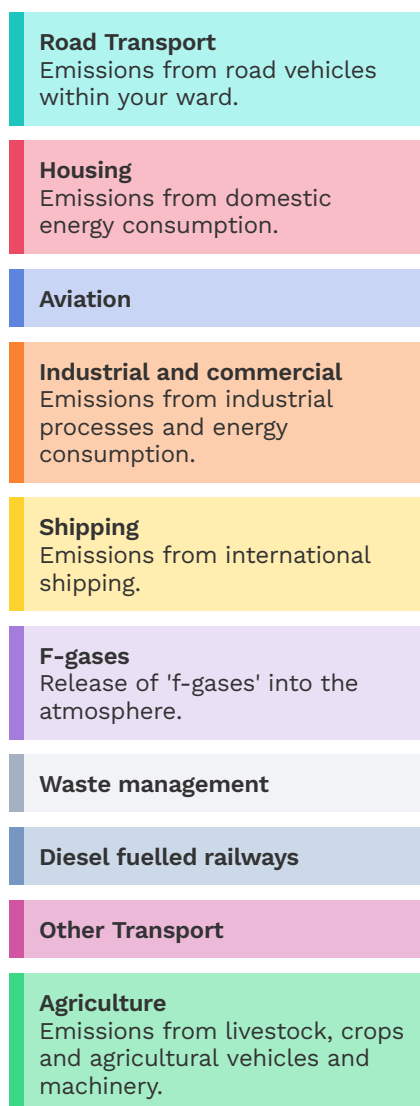 Road Transport
Emissions from road vehicles
within your ward.
Housing
Emissions from domestic
energy consumption.
Aviation
Industrial and commercial
Emissions from industrial
processes and energy
consumption.
Shipping
Emissions from international
shipping.
F-gases
Release of 'f-gases' into the
atmosphere.
Waste management
Diesel fuelled railways
Other Transport
Agriculture
Emissions from livestock, crops
and agricultural vehicles and
machinery.